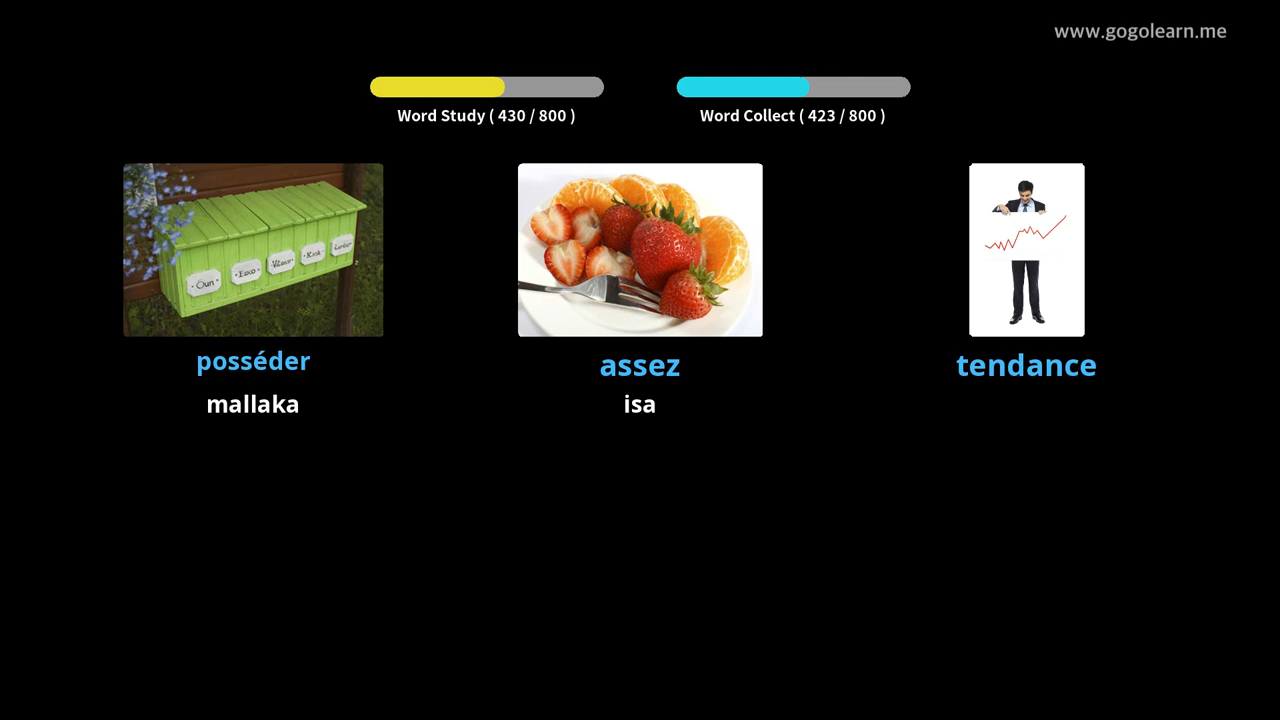 www.gogolearn.me
Word Study ( 430 / 800 )
Word Collect ( 423 / 800 )
posséder
assez
tendance
mallaka
isa